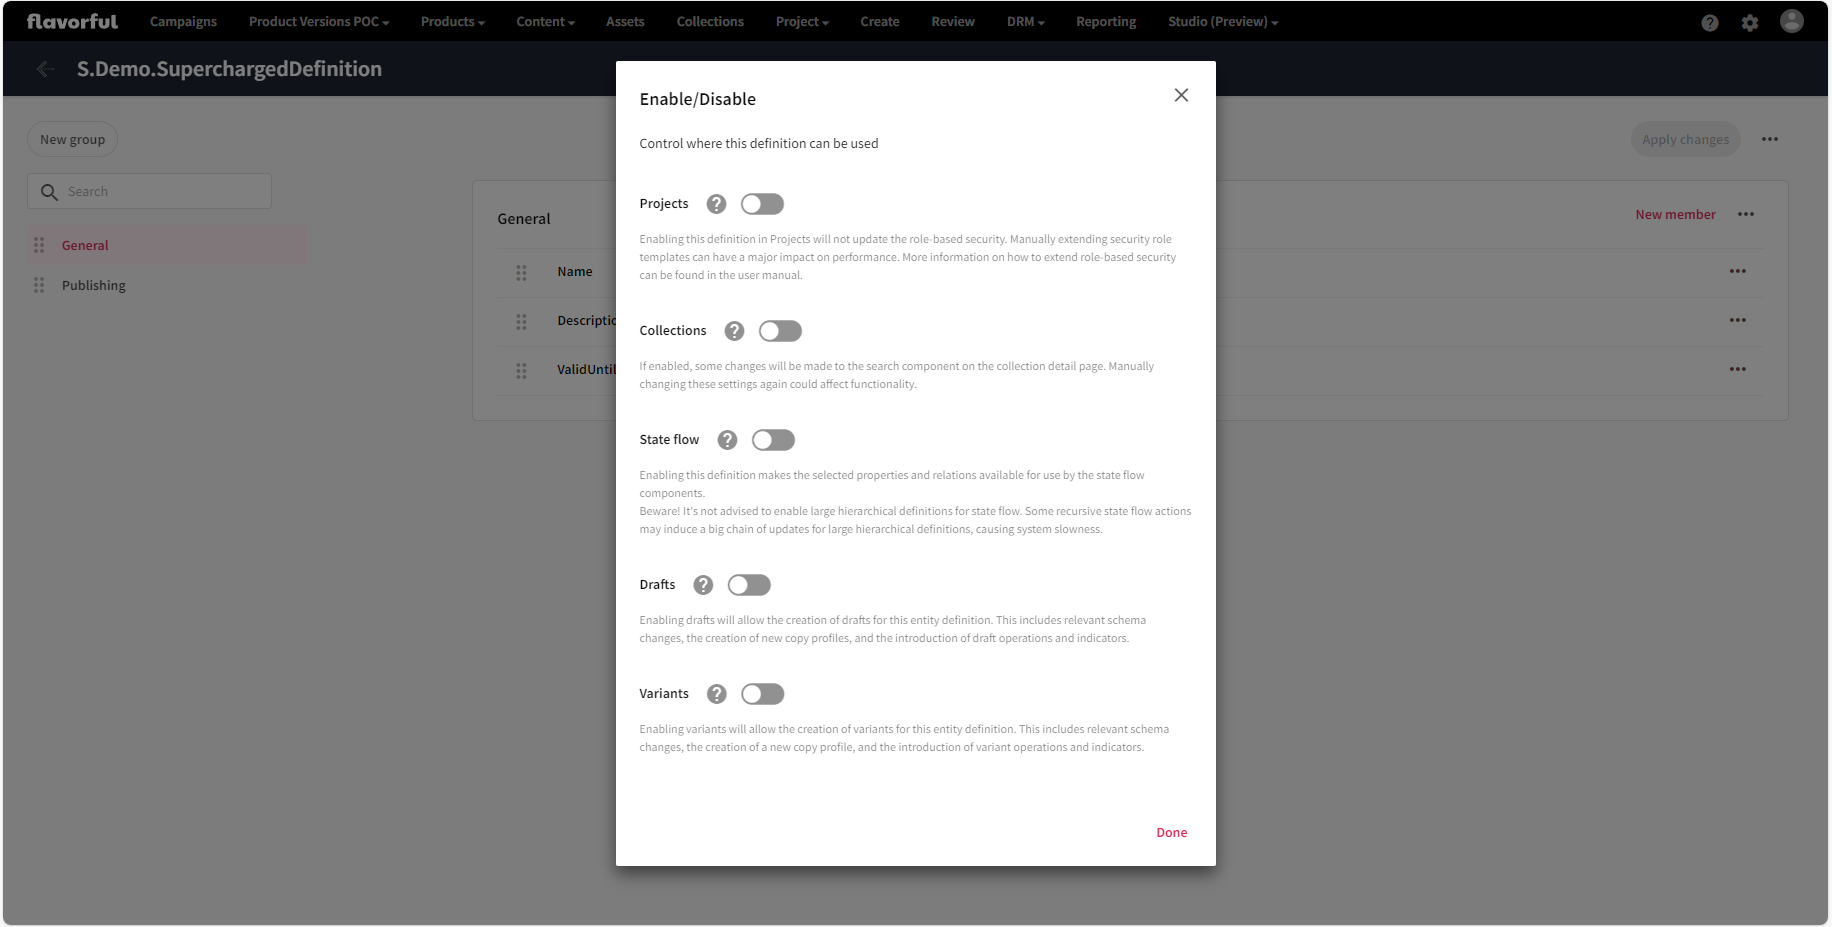 flavorful
Campaigns
Product Versions POC
Products
Content
Assets
Collections
Project
Create
Review
DRM
Reporting
Studio (Preview)
S.Demo.SuperchargedDefinition
New group
Search
General
Publishing
Apply changes
General
New member
Name
Descriptio
ValidUntil
Enable/Disable
Control where this definition can be used
Projects
Enabling this definition in Projects will not update the role-based security. Manually extending security role
templates can have a major impact on performance. More information on how to extend role-based security
can be found in the user manual.
Collections
If enabled, some changes will be made to the search component on the collection detail page. Manually
changing these settings again could affect functionality.
State flow
Enabling this definition makes the selected properties and relations available for use by the state flow
components.
Beware! It's not advised to enable large hierarchical definitions for state flow. Some recursive state flow actions
may induce a big chain of updates for large hierarchical definitions, causing system slowness.
Drafts
Enabling drafts will allow the creation of drafts for this entity definition. This includes relevant schema
changes, the creation of new copy profiles, and the introduction of draft operations and indicators.
Variants
Enabling variants will allow the creation of variants for this entity definition. This includes relevant schema
changes, the creation of a new copy profile, and the introduction of variant operations and indicators.
Done